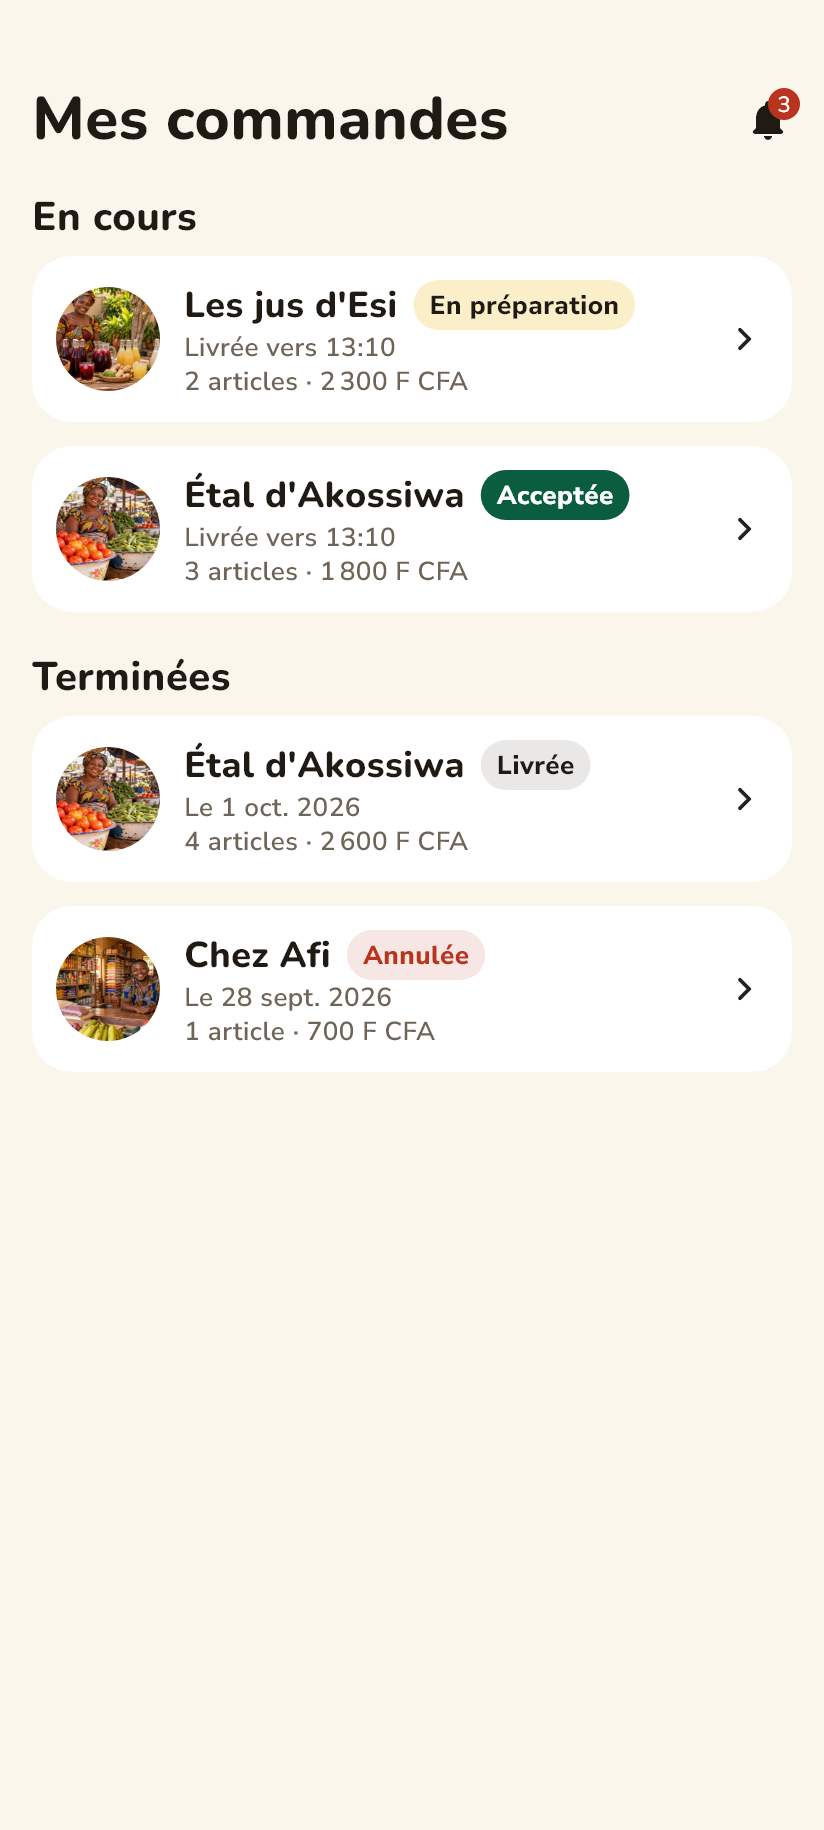 Mes commandes
3
En cours
Les jus d'Esi
En préparation
Livrée vers 13:10
2 articles · 2 300 F CFA
Étal d'Akossiwa
Acceptée
Livrée vers 13:10
3 articles · 1 800 F CFA
Terminées
Étal d'Akossiwa
Livrée
Le 1 oct. 2026
4 articles · 2 600 F CFA
Chez Afi
Annulée
Le 28 sept. 2026
1 article · 700 F CFA